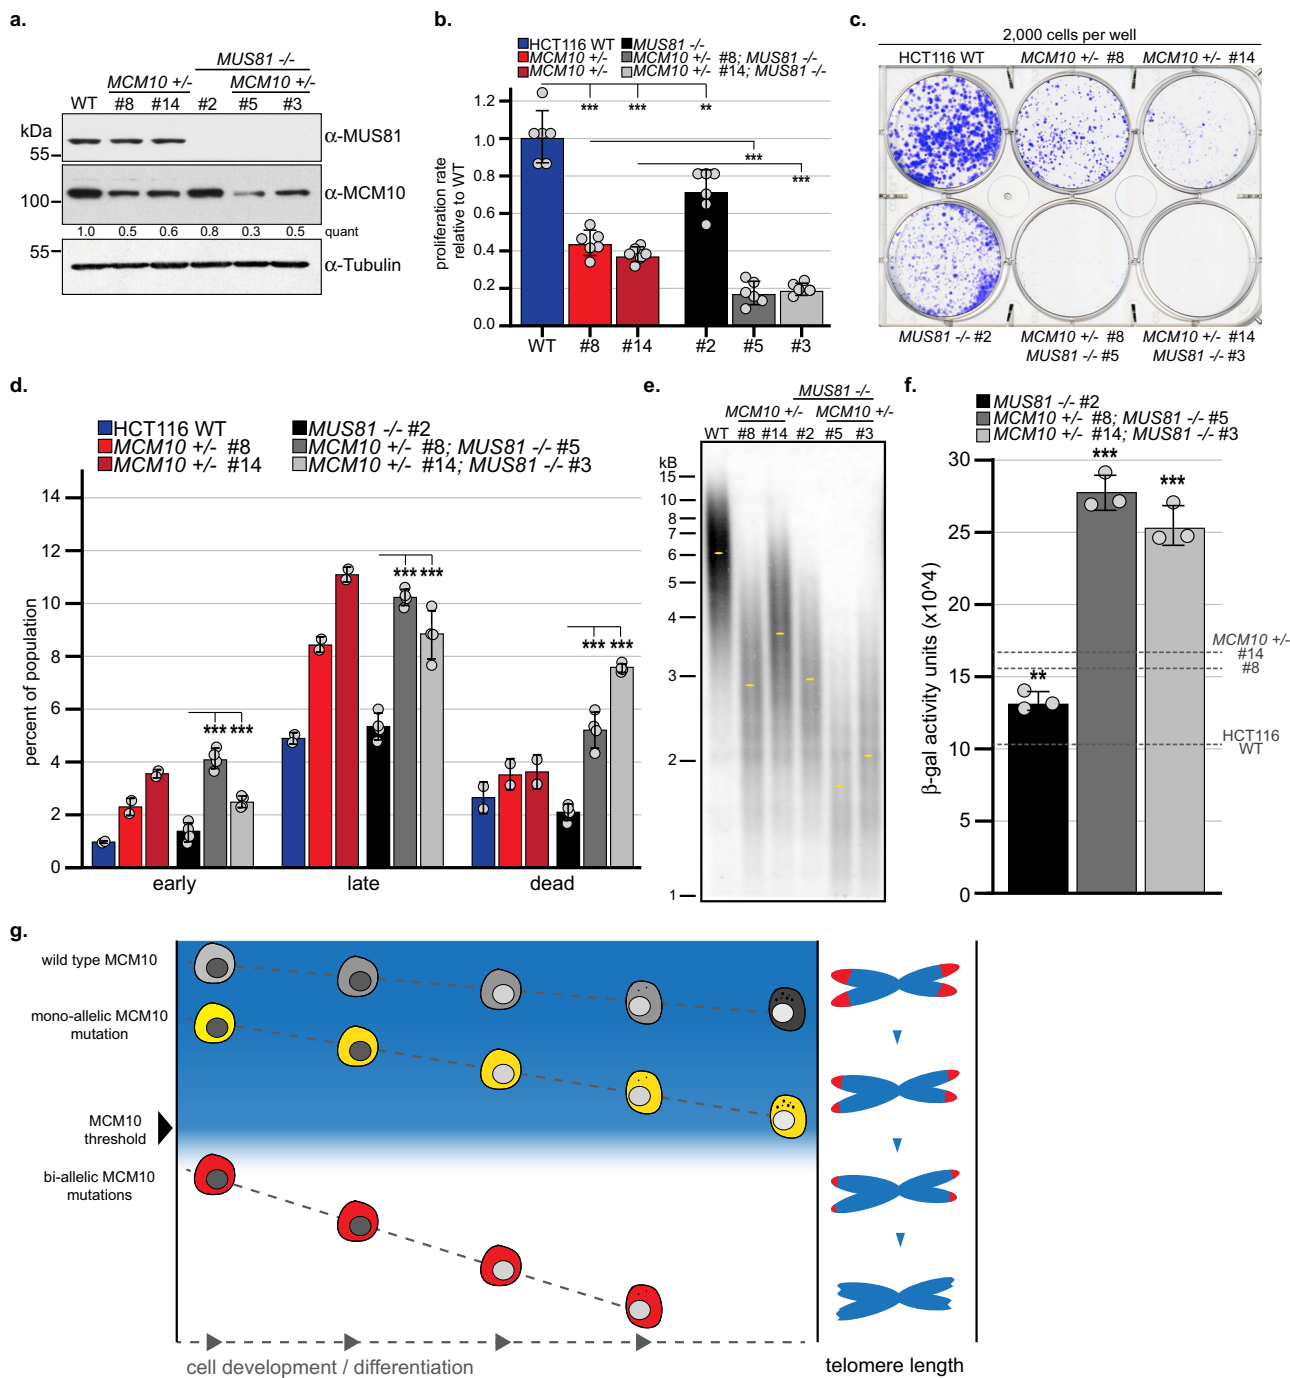 a.
MUS81 -/-
MCM10 +/- MCM10 +/-
WT #8 #14 #2 #5 #3
kDa
55 α-MUS81
100 α-MCM10
1.0 0.5 0.6 0.8 0.3 0.5 quant
55 α-Tubulin
b.
HCT116 WT MUS81 -/-
MCM10 +/- MCM10 +/- #8; MUS81 -/-
MCM10 +/- MCM10 +/- #14; MUS81 -/-
proliferation rate
relative to WT
1.2
1.0
0.8
0.6
0.4
0.2
0.0
*** *** **
***
***
WT #8 #14 #2 #5 #3
c.
2,000 cells per well
HCT116 WT MCM10 +/- #8 MCM10 +/- #14
MUS81 -/- #2 MCM10 +/- #8 MCM10 +/- #14
MUS81 -/- #5 MUS81 -/- #3
d.
HCT116 WT MUS81 -/- #2
MCM10 +/- #8 MCM10 +/- #8; MUS81 -/- #5
MCM10 +/- #14 MCM10 +/- #14; MUS81 -/- #3
percent of population
14
12
10
8
6
4
2
0
*** ***
*** ***
*** ***
early late dead
e.
MUS81 -/-
MCM10 +/- MCM10 +/-
WT #8 #14 #2 #5 #3
kB
15
10
8
7
6
5
4
3
2
1
f.
MUS81 -/- #2
MCM10 +/- #8; MUS81 -/- #5
MCM10 +/- #14; MUS81 -/- #3
β-gal activity units (x10^4)
30
25
20
15
10
5
0
** *** ***
MCM10 +/-
#14
#8
HCT116
WT
g.
wild type MCM10
mono-allelic MCM10
mutation
MCM10
threshold
bi-allelic MCM10
mutations
cell development / differentiation
telomere length